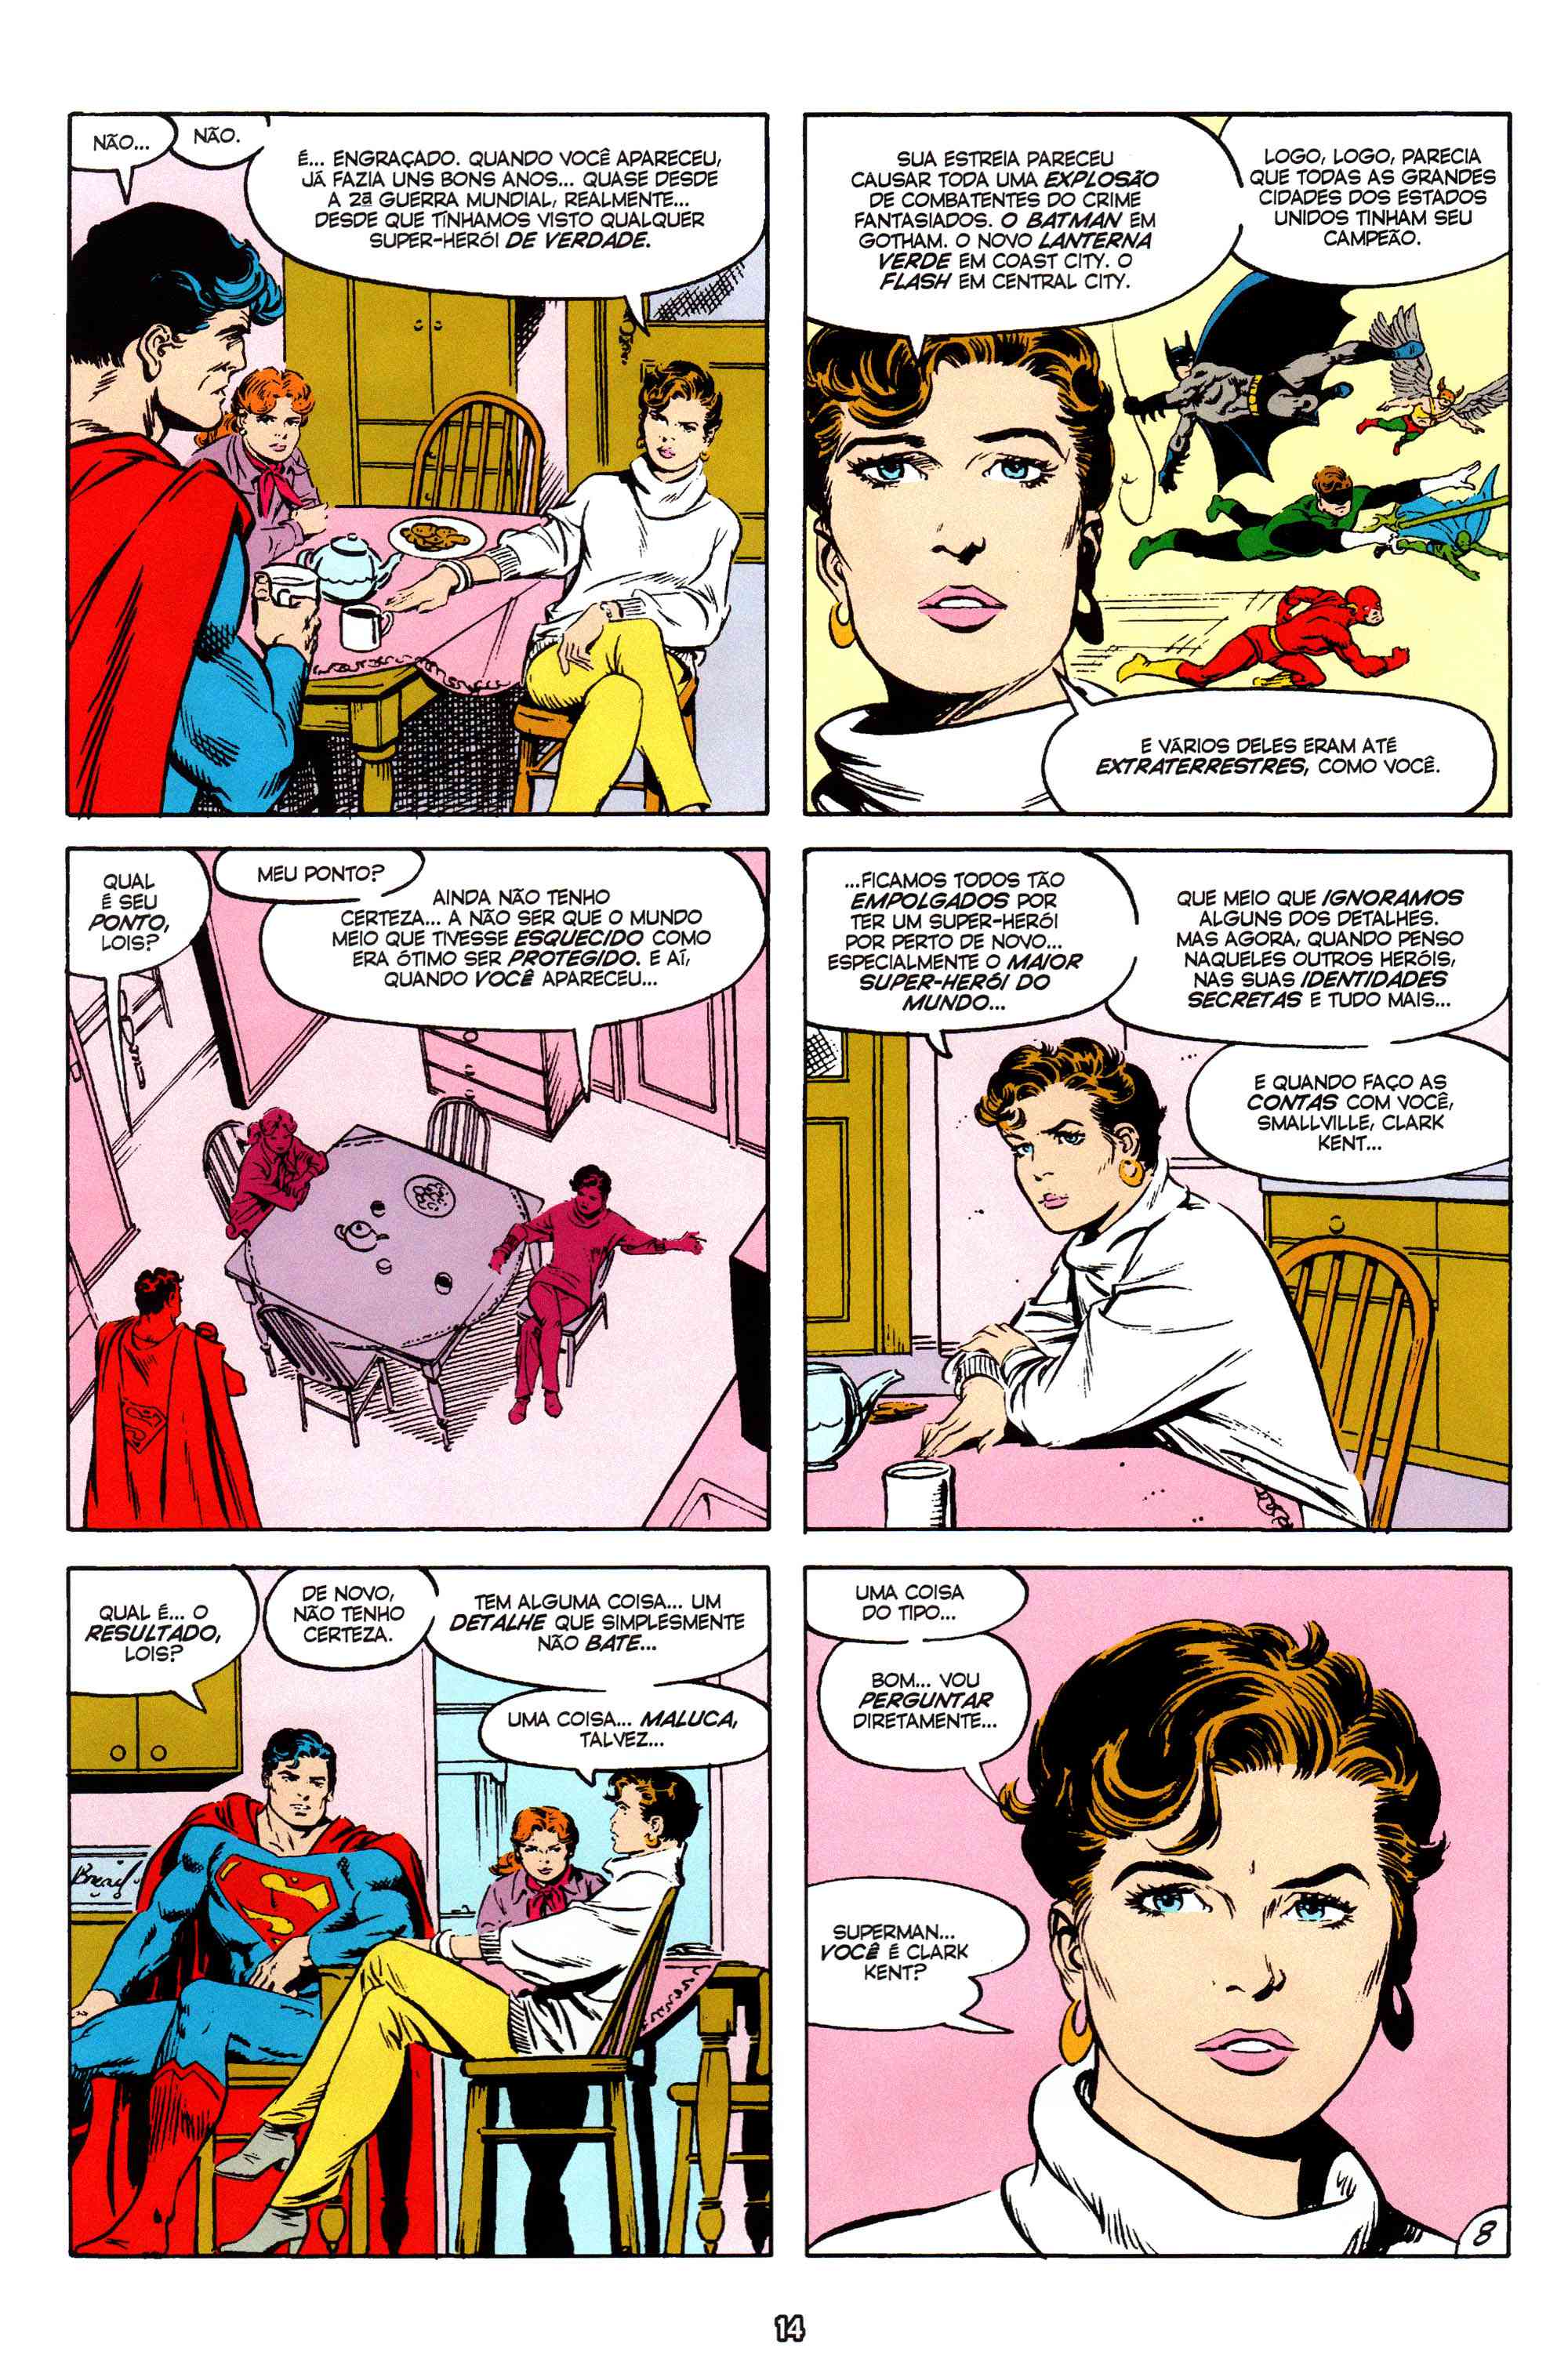 NÃO...
NÃO.
É... ENGRAÇADO. QUANDO VOCÊ APARECEU,
JÁ FAZIA UNS BONS ANOS... QUASE DESDE
A 2ª GUERRA MUNDIAL, REALMENTE...
DESDE QUE TÍNHAMOS VISTO QUALQUER
SUPER-HERÓI DE VERDADE.
SUA ESTREIA PARECEU
CAUSAR TODA UMA EXPLOSÃO
DE COMBATENTES DO CRIME
FANTASIADOS. O BATMAN EM
GOTHAM. O NOVO LANTERNA
VERDE EM COAST CITY. O
FLASH EM CENTRAL CITY.
LOGO, LOGO, PARECIA
QUE TODAS AS GRANDES
CIDADES DOS ESTADOS
UNIDOS TINHAM SEU
CAMPEÃO.
E VÁRIOS DELES ERAM ATÉ
EXTRATERRESTRES, COMO VOCÊ.
QUAL
É SEU
PONTO,
LOIS?
MEU PONTO?
AINDA NÃO TENHO
CERTEZA... A NÃO SER QUE O MUNDO
MEIO QUE TIVESSE ESQUECIDO COMO
ERA ÓTIMO SER PROTEGIDO. E AÍ,
QUANDO VOCÊ APARECEU...
...FICAMOS TODOS TÃO
EMPOLGADOS POR
TER UM SUPER-HERÓI
POR PERTO DE NOVO...
ESPECIALMENTE O MAIOR
SUPER-HERÓI DO
MUNDO...
QUE MEIO QUE IGNORAMOS
ALGUNS DOS DETALHES.
MAS AGORA, QUANDO PENSO
NAQUELES OUTROS HERÓIS,
NAS SUAS IDENTIDADES
SECRETAS E TUDO MAIS...
E QUANDO FAÇO AS
CONTAS COM VOCÊ,
SMALLVILLE, CLARK
KENT...
QUAL É... O
RESULTADO,
LOIS?
DE NOVO,
NÃO TENHO
CERTEZA.
TEM ALGUMA COISA... UM
DETALHE QUE SIMPLESMENTE
NÃO BATE...
UMA COISA... MALUCA,
TALVEZ...
Bread
UMA COISA
DO TIPO...
BOM... VOU
PERGUNTAR
DIRETAMENTE...
SUPERMAN...
VOCÊ É CLARK
KENT?
8
14